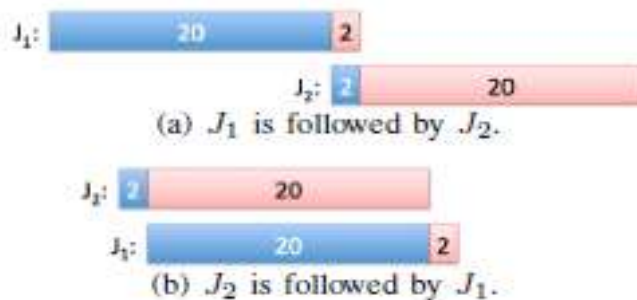 J₁: 20 2
J₂: 2 20
(a) J₁ is followed by J₂.
J₂: 2 20
J₁: 20 2
(b) J₂ is followed by J₁.